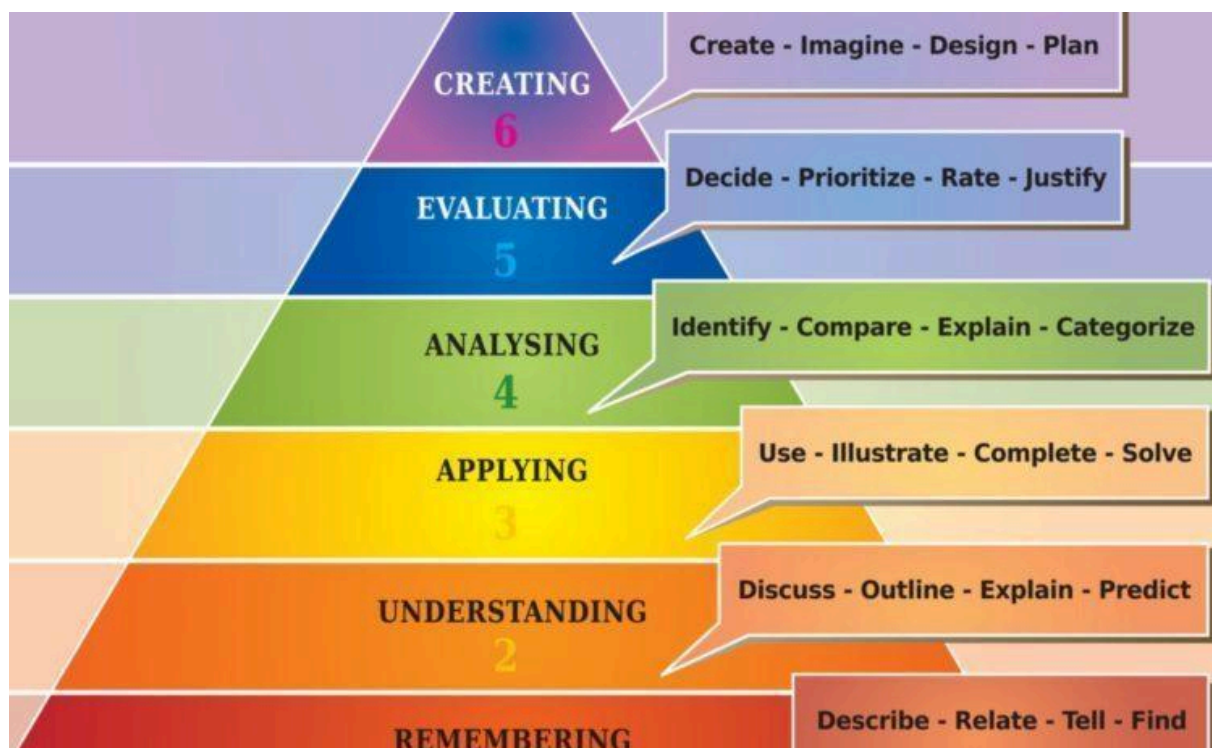 Create - Imagine - Design - Plan
CREATING
6
Decide - Prioritize - Rate - Justify
EVALUATING
5
Identify - Compare - Explain - Categorize
ANALYSING
4
Use - Illustrate - Complete - Solve
APPLYING
3
Discuss - Outline - Explain - Predict
UNDERSTANDING
2
Describe - Relate - Tell - Find
REMEMBERING